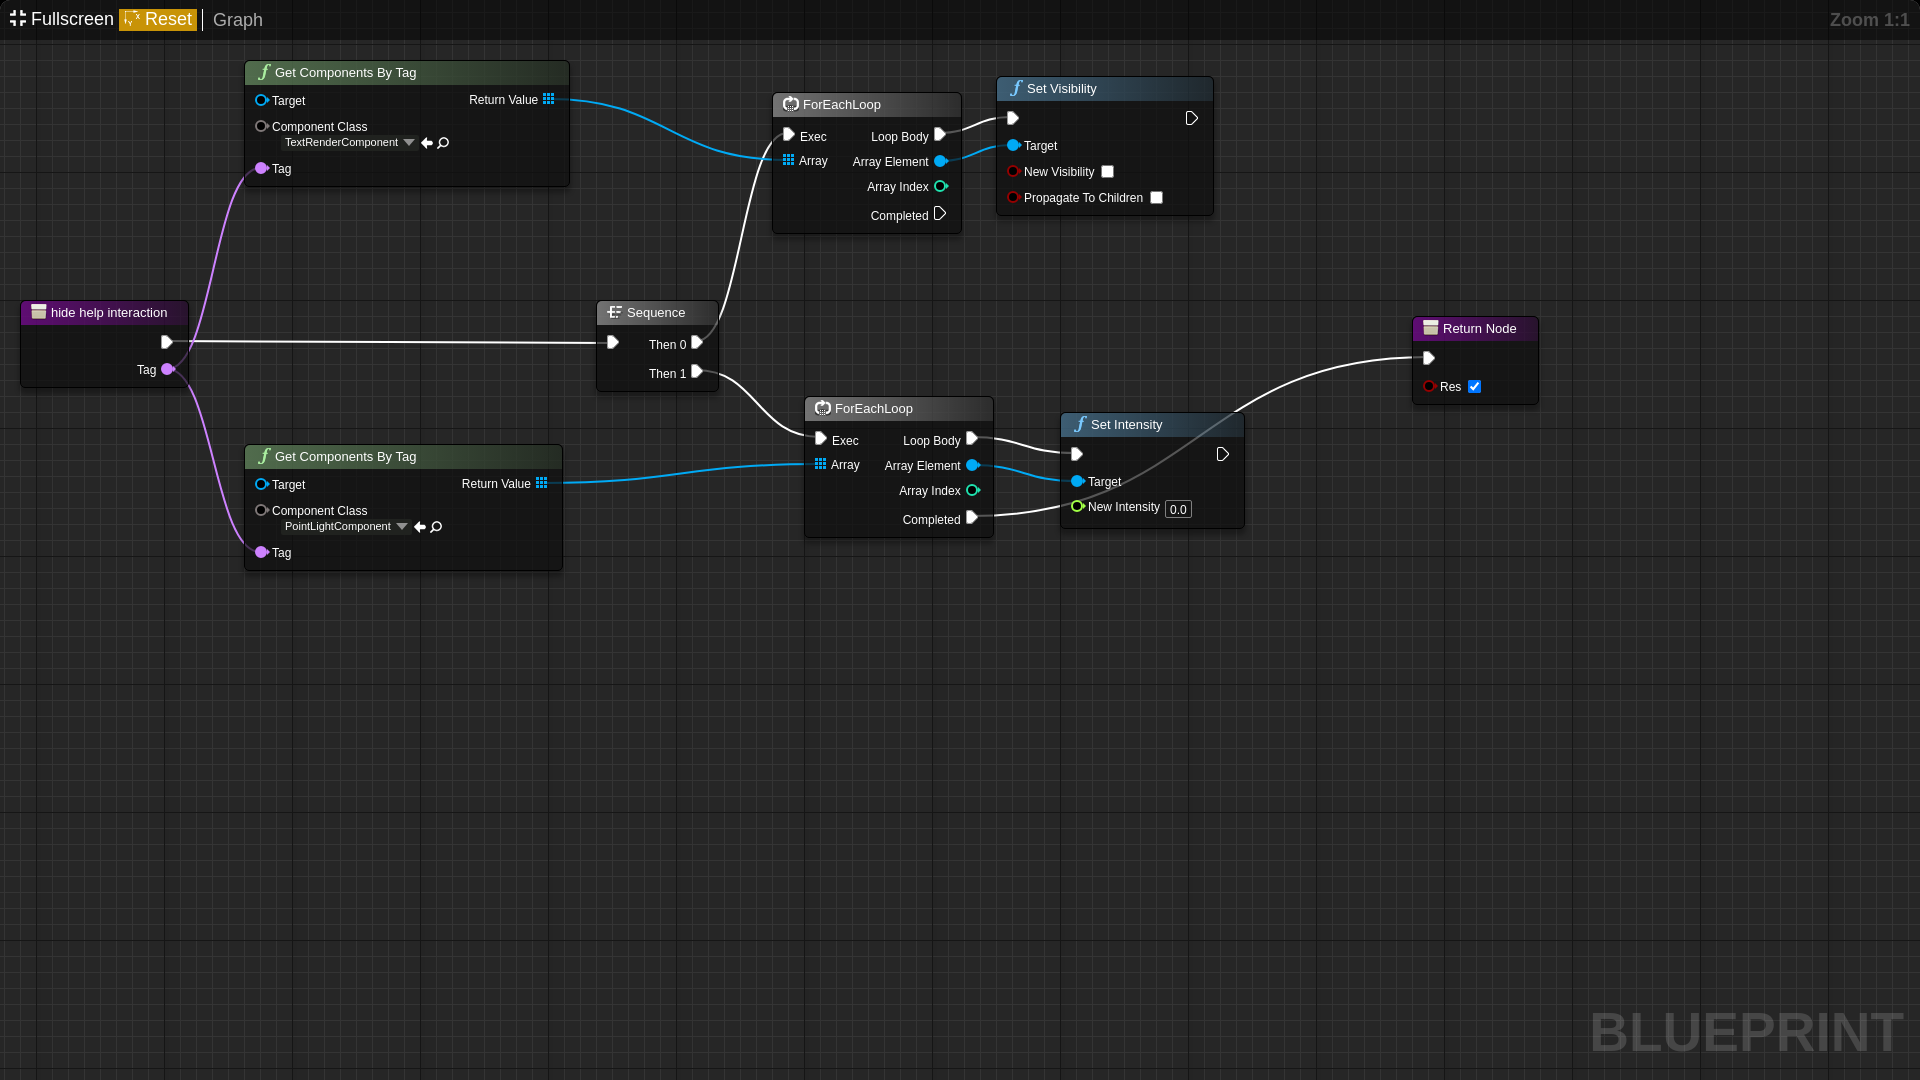 Fullscreen Reset Graph Zoom 1:1
Get Components By Tag
Target Return Value
Component Class
TextRenderComponent
Tag
ForEachLoop
Exec Loop Body
Array Array Element
Array Index
Completed
Set Visibility
Target
New Visibility
Propagate To Children
hide help interaction
Tag
Sequence
Then 0
Then 1
Return Node
Res
Get Components By Tag
Target Return Value
Component Class
PointLightComponent
Tag
ForEachLoop
Exec Loop Body
Array Array Element
Array Index
Completed
Set Intensity
Target
New Intensity 0.0
BLUEPRINT